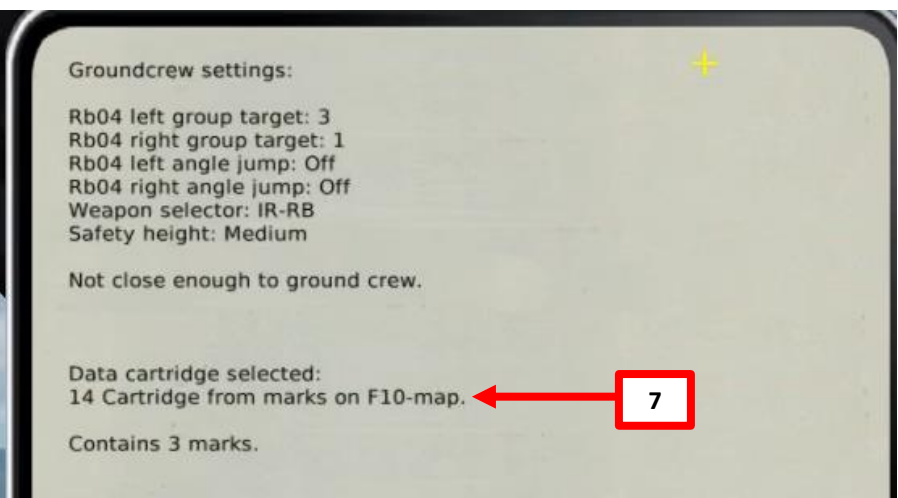 Groundcrew settings:
Rb04 left group target: 3
Rb04 right group target: 1
Rb04 left angle jump: Off
Rb04 right angle jump: Off
Weapon selector: IR-RB
Safety height: Medium
Not close enough to ground crew.
Data cartridge selected:
14 Cartridge from marks on F10-map.
7
Contains 3 marks.